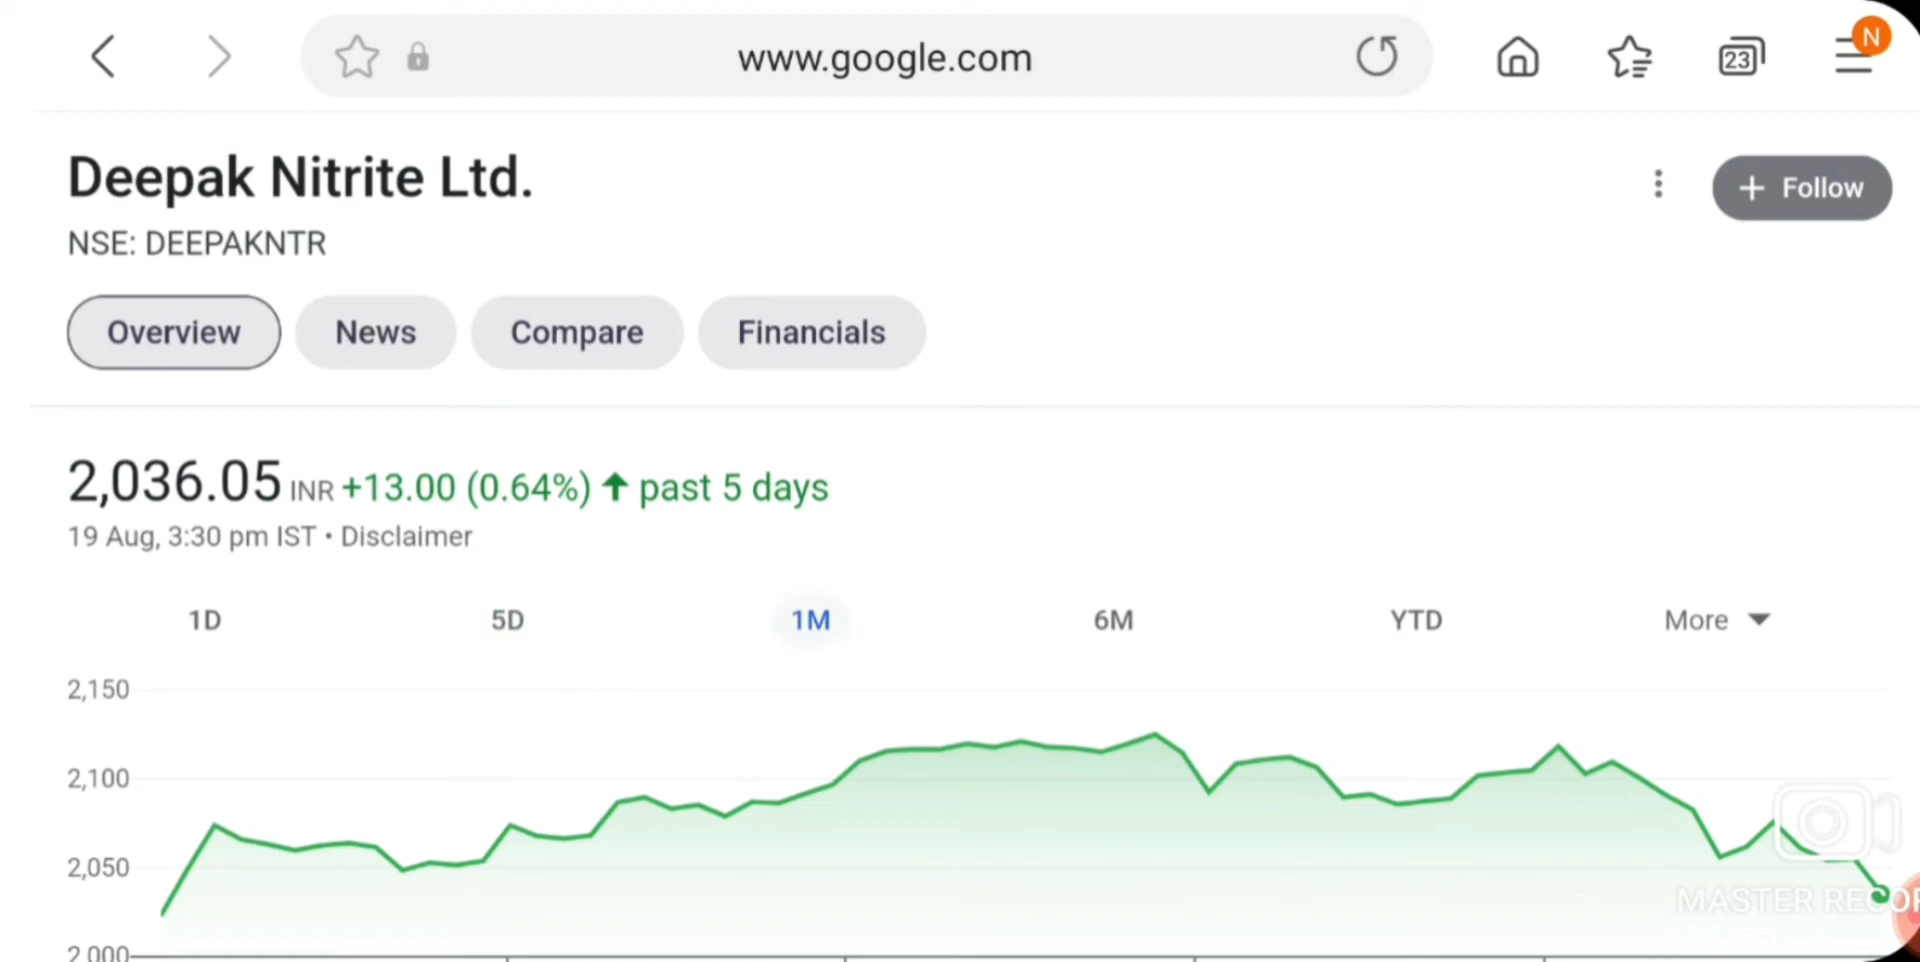 www.google.com
23
N
Deepak Nitrite Ltd.
Follow
NSE: DEEPAKNTR
Overview News Compare Financials
2,036.05 INR +13.00 (0.64%) ↑ past 5 days
19 Aug, 3:30 pm IST • Disclaimer
1D 5D 1M 6M YTD More
2,150
2,100
2,050
MASTER RECOR
2,000